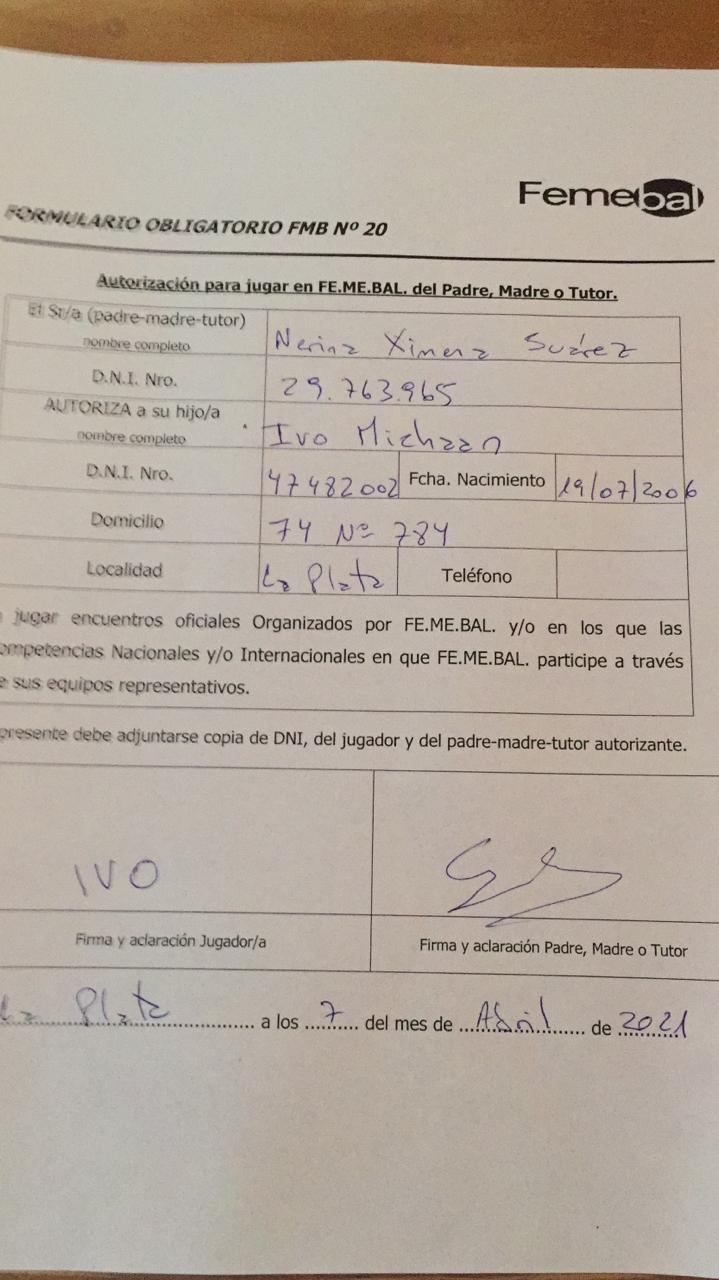 Femebal
FORMULARIO OBLIGATORIO FMB Nº 20
Autorización para jugar en FE.ME.BAL. del Padre, Madre o Tutor.
El Sr/a (padre-madre-tutor)
nombre completo
Nerina Ximena Suárez
D.N.I. Nro.
29.763.965
AUTORIZA a su hijo/a
nombre completo
Ivo Michaan
D.N.I. Nro. 47482002 Fcha. Nacimiento 19/07/2006
Domicilio 74 Nº 784
Localidad La Plata Teléfono
jugar encuentros oficiales Organizados por FE.ME.BAL. y/o en los que las
ompetencias Nacionales y/o Internacionales en que FE.ME.BAL. participe a través
e sus equipos representativos.
presente debe adjuntarse copia de DNI, del jugador y del padre-madre-tutor autorizante.
IVO
Firma y aclaración Jugador/a Firma y aclaración Padre, Madre o Tutor
La Plata a los 7 del mes de Abril de 2021